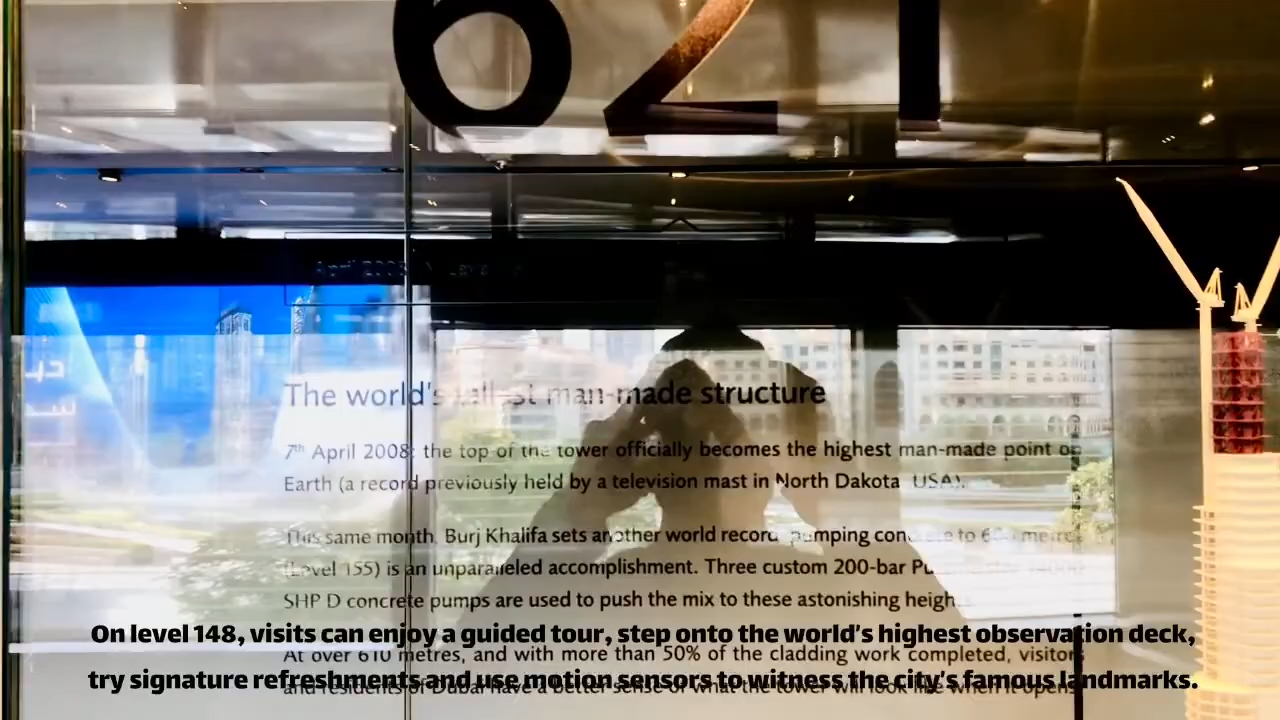 621
April 2008
The world's tallest man-made structure
7th April 2008: the top of the tower officially becomes the highest man-made point on
Earth (a record previously held by a television mast in North Dakota USA).
This same month, Burj Khalifa sets another world record, pumping concrete to 60 metres
(Level 155) is an unparalleled accomplishment. Three custom 200-bar
SHP D concrete pumps are used to push the mix to these astonishing heights.
On level 148, visits can enjoy a guided tour, step onto the world's highest observation deck,
At over 610 metres, and with more than 50% of the cladding work completed, visitors
try signature refreshments and use motion sensors to witness the city's famous landmarks.
and residents of Dubai have a better sense of what the tower will look like when it opens.